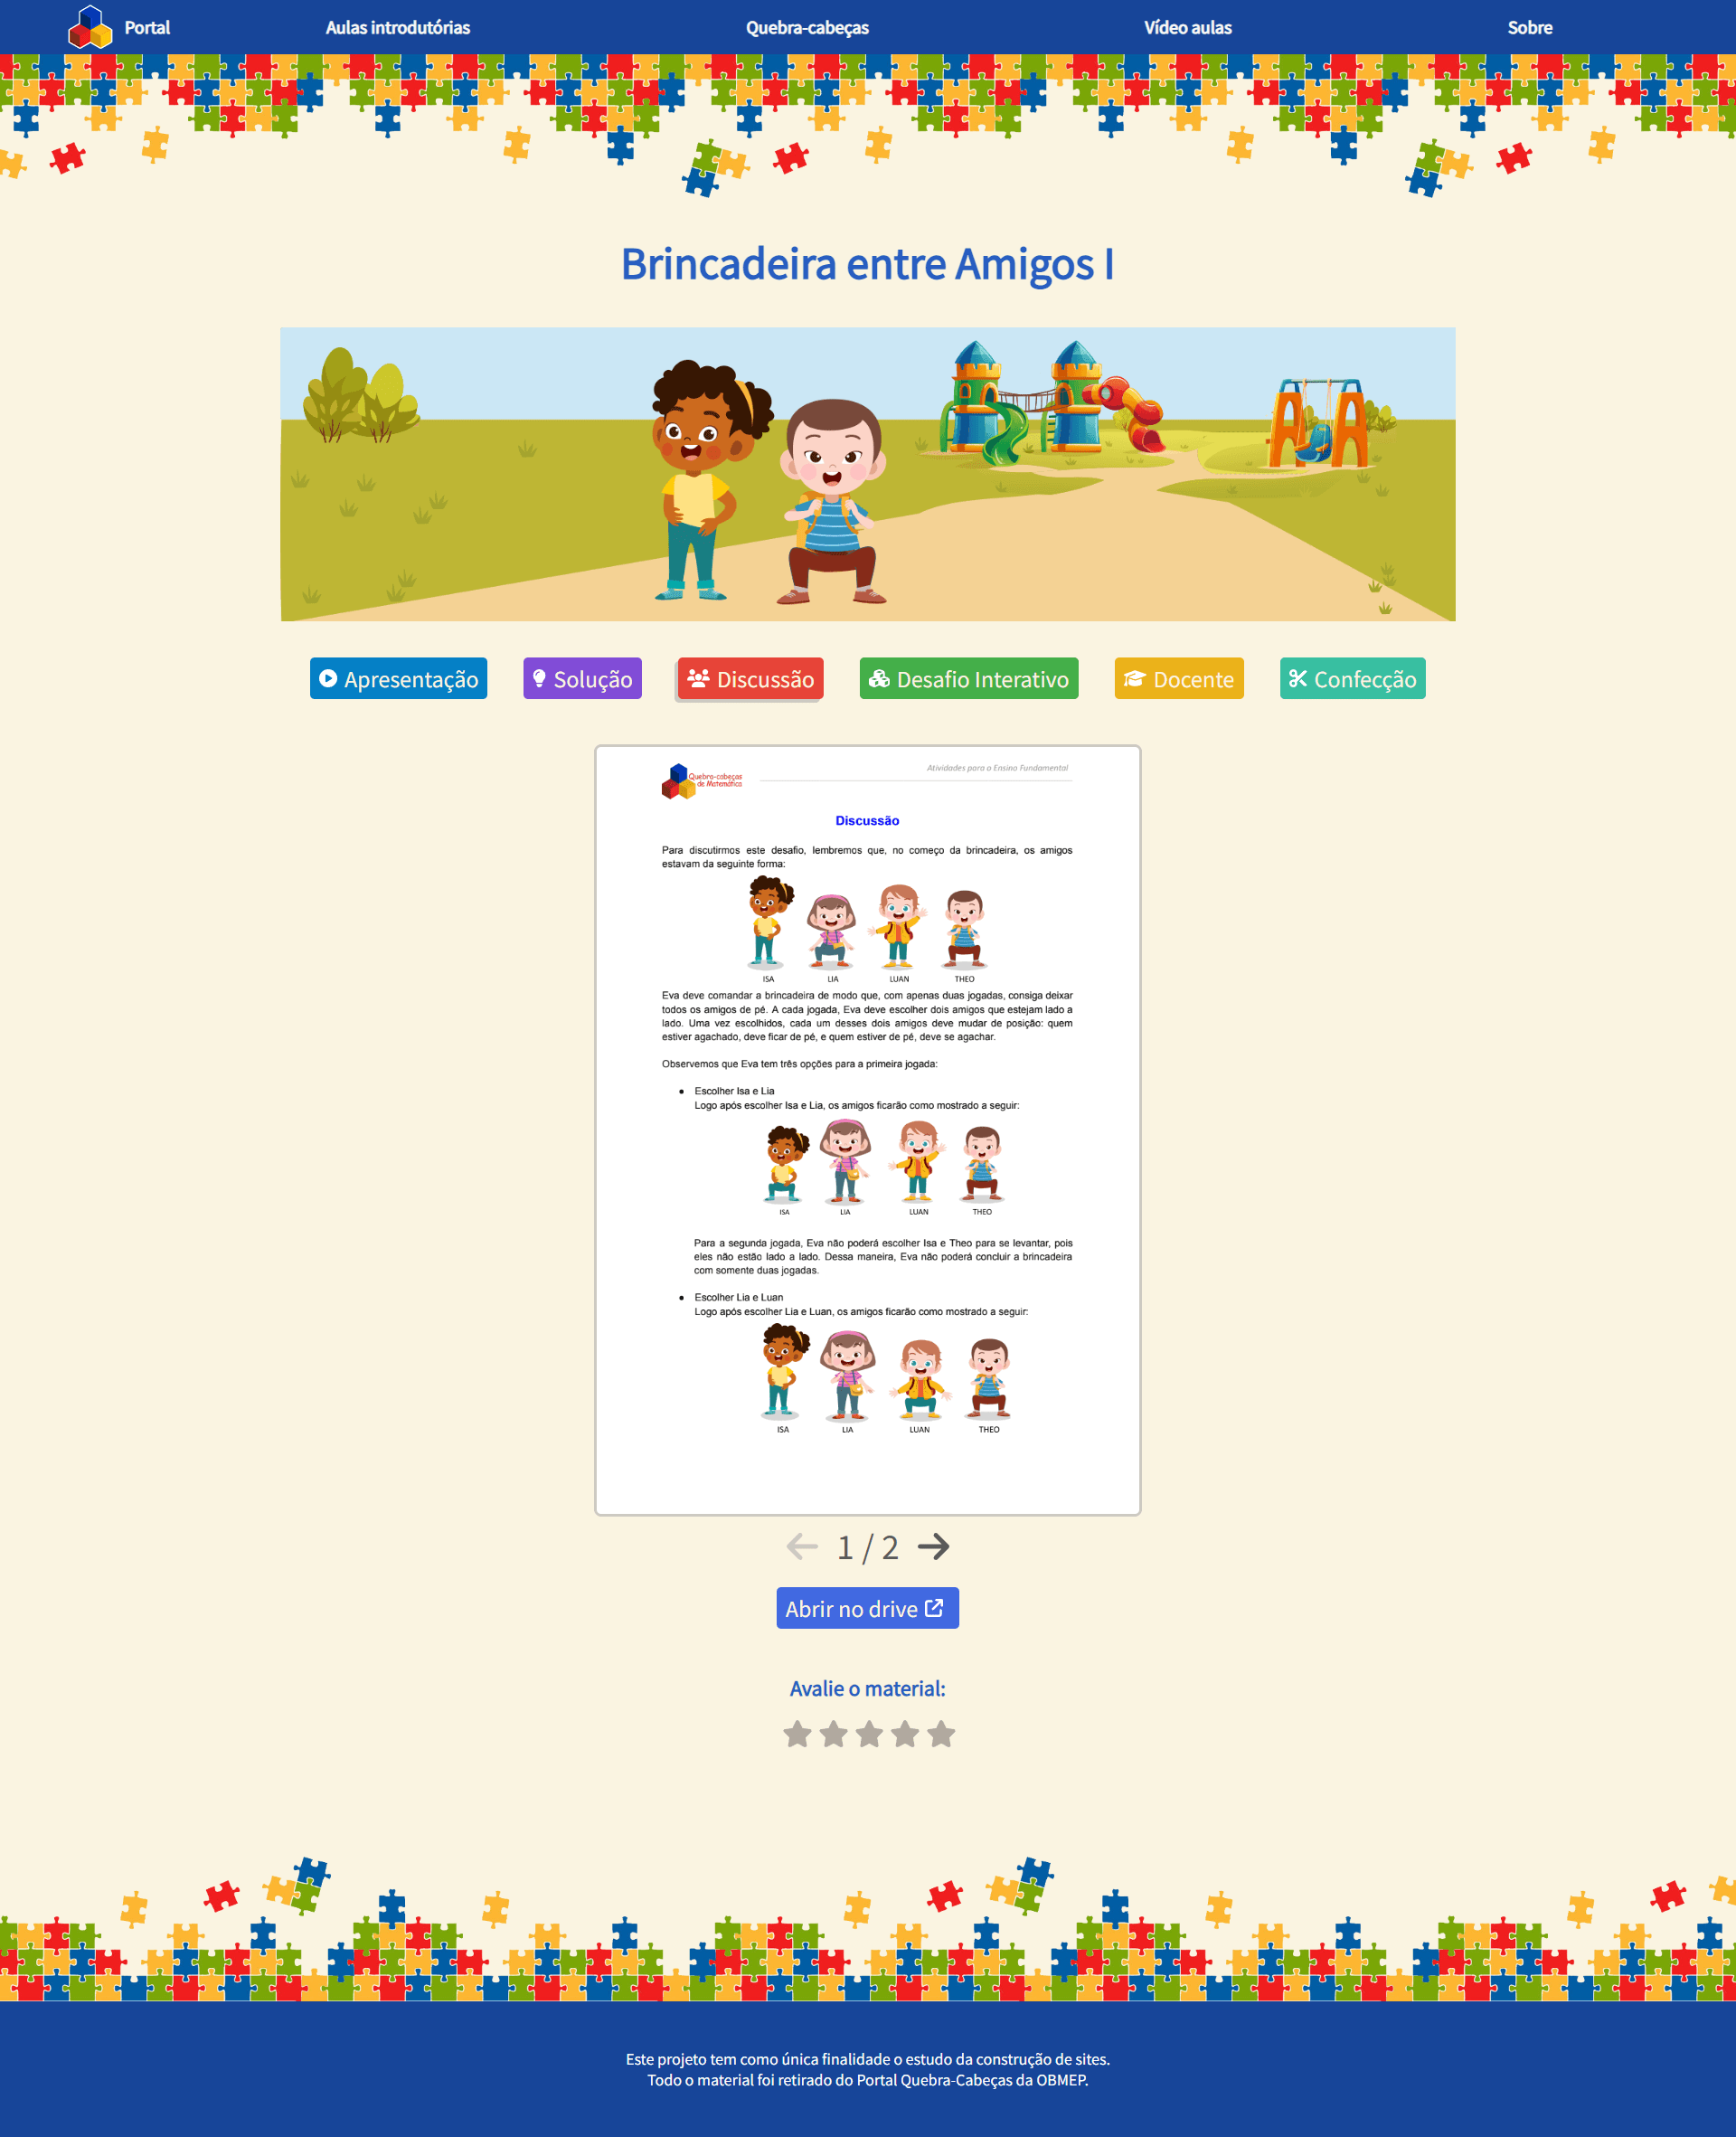 Portal
Aulas introdutórias
Quebra-cabeças
Vídeo aulas
Sobre
Brincadeira entre Amigos I
Apresentação
Solução
Discussão
Desafio Interativo
Docente
Confecção
Quebra-cabeças
de Matemática
Atividades para o Ensino Fundamental
Discussão
Para discutirmos este desafio, lembremos que, no começo da brincadeira, os amigos
estavam da seguinte forma:
ISA
LIA
LUAN
THEO
Eva deve comandar a brincadeira de modo que, com apenas duas jogadas, consiga deixar
todos os amigos de pé. A cada jogada, Eva deve escolher dois amigos que estejam lado a
lado. Uma vez escolhidos, cada um desses dois amigos deve mudar de posição: quem
estiver agachado, deve ficar de pé, e quem estiver de pé, deve se agachar.
Observemos que Eva tem três opções para a primeira jogada:
● Escolher Isa e Lia
Logo após escolher Isa e Lia, os amigos ficarão como mostrado a seguir:
ISA
LIA
LUAN
THEO
Para a segunda jogada, Eva não poderá escolher Isa e Theo para se levantar, pois
eles não estão lado a lado. Dessa maneira, Eva não poderá concluir a brincadeira
com somente duas jogadas.
● Escolher Lia e Luan
Logo após escolher Lia e Luan, os amigos ficarão como mostrado a seguir:
ISA
LIA
LUAN
THEO
1 / 2
Abrir no drive
Avalie o material:
Este projeto tem como única finalidade o estudo da construção de sites.
Todo o material foi retirado do Portal Quebra-Cabeças da OBMEP.